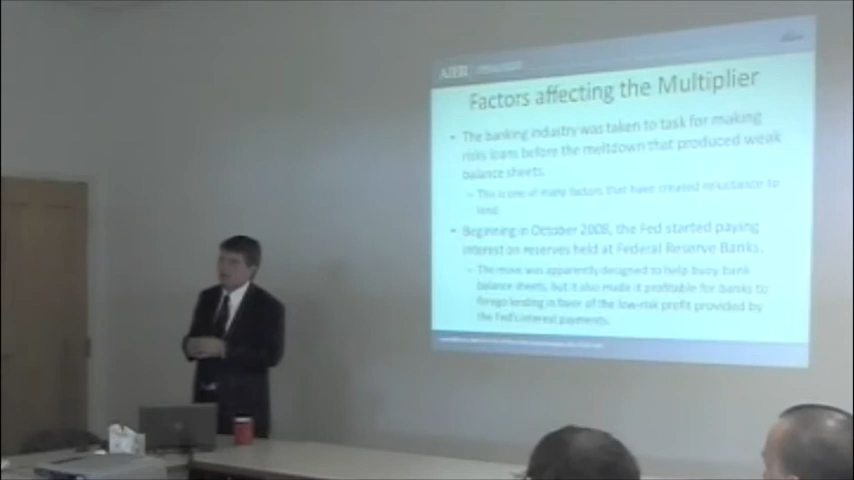 AIER
Factors affecting the Multiplier
• The banking industry was taken to task for making
risky loans before the meltdown that produced weak
balance sheets.
– This is one of many factors that have created reluctance to
lend.
• Beginning in October 2008, the Fed started paying
interest on reserves held at Federal Reserve Banks.
– The move was apparently designed to help buoy bank
balance sheets, but it also made it profitable for banks to
forego lending in favor of the low-risk profit provided by
the Fed's interest payments.